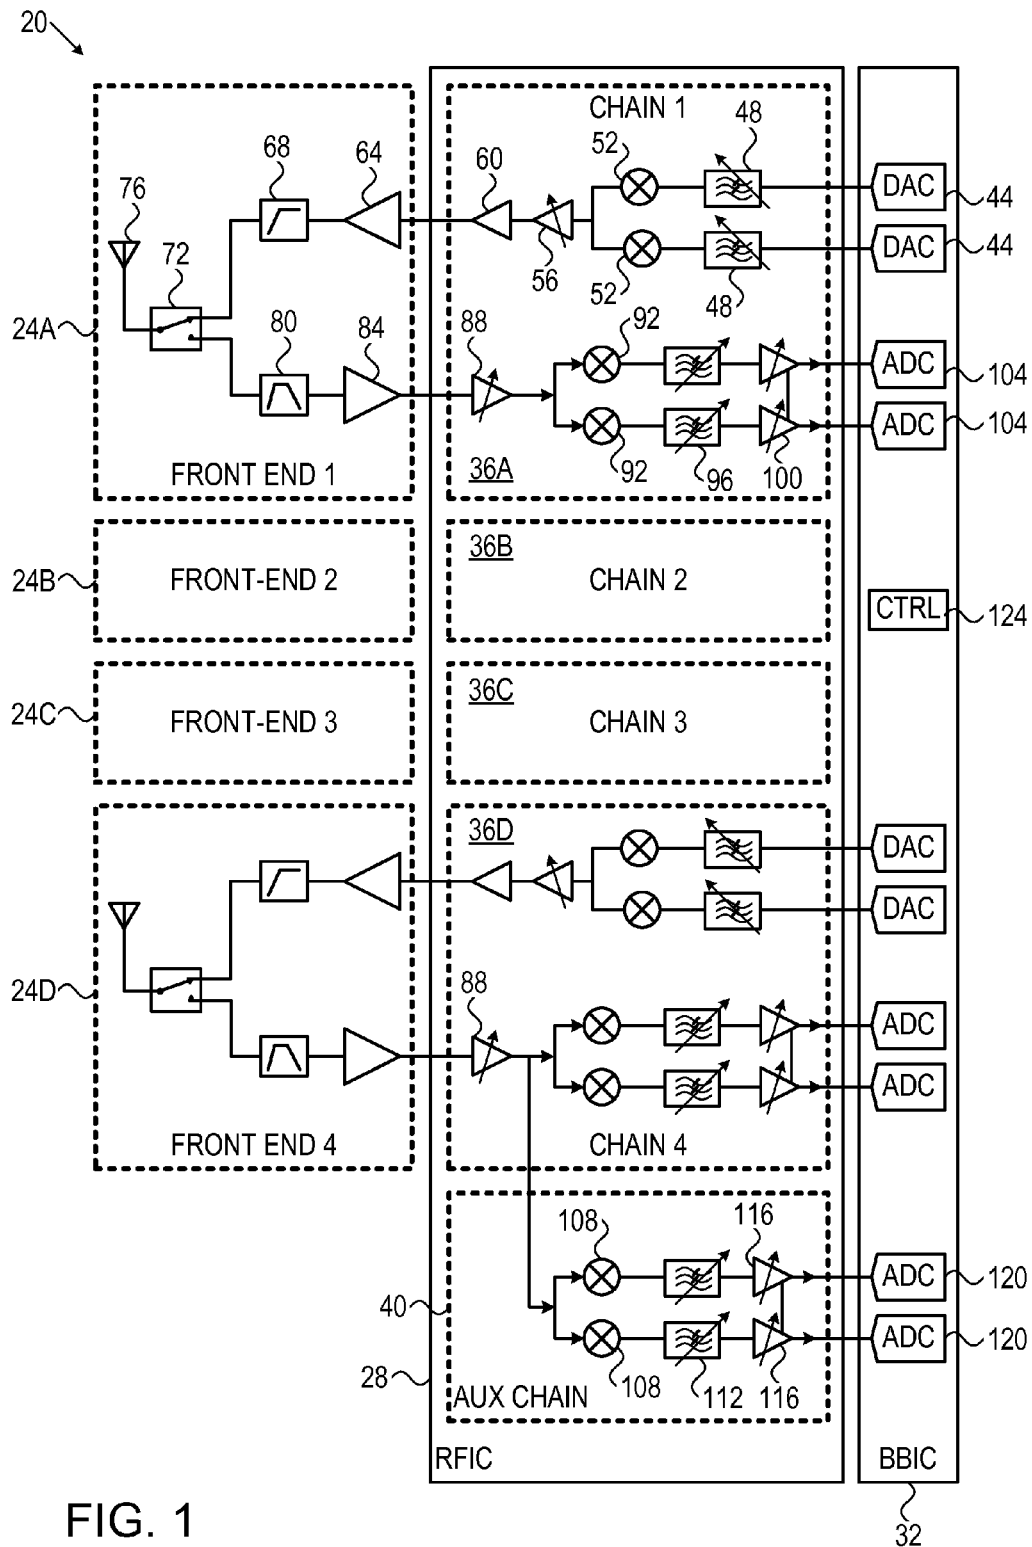 20
CHAIN 1
48
52
60
64
68
76
DAC
44
72
56
52
48
DAC
44
24A
80
84
88
92
ADC
104
ADC
104
FRONT END 1
36A
92
96
100
24B
FRONT-END 2
36B
CHAIN 2
CTRL
124
24C
FRONT-END 3
36C
CHAIN 3
36D
DAC
DAC
24D
88
ADC
ADC
FRONT END 4
CHAIN 4
108
116
ADC
120
40
ADC
120
28
108
112
116
AUX CHAIN
RFIC
BBIC
32
FIG. 1